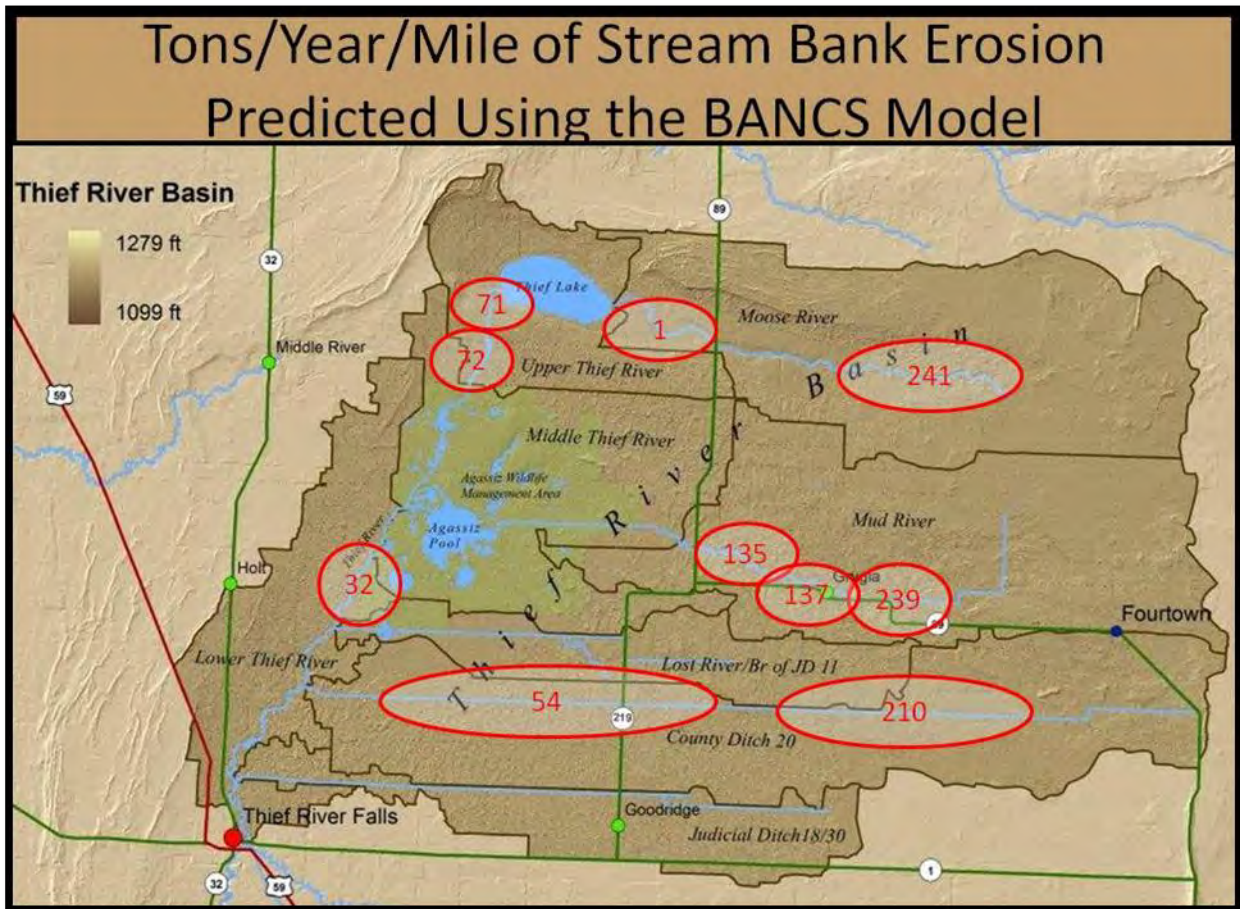 Tons/Year/Mile of Stream Bank Erosion
Predicted Using the BANCS Model
Thief River Basin
1279 ft
1099 ft
32
89
59
Middle River
Holt
Thief Lake
71
72
1
Moose River
241
Upper Thief River
Middle Thief River
Agassiz Wildlife
Management Area
Agassiz
Pool
Thief River
32
Thief River Basin
Mud River
135
137
239
Fourtown
Lower Thief River
Lost River/Br of JD 11
54
219
210
County Ditch 20
Goodridge
Judicial Ditch18/30
Thief River Falls
1
32
59